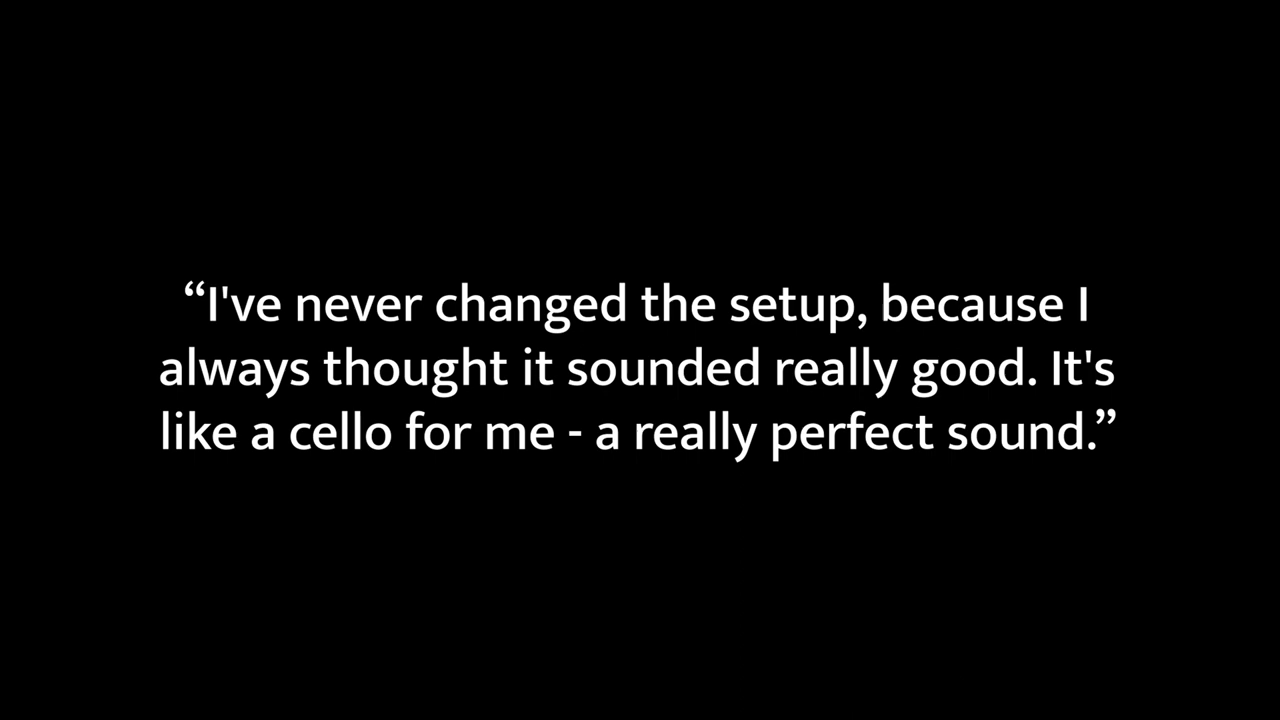 “I've never changed the setup, because I
always thought it sounded really good. It's
like a cello for me - a really perfect sound.”